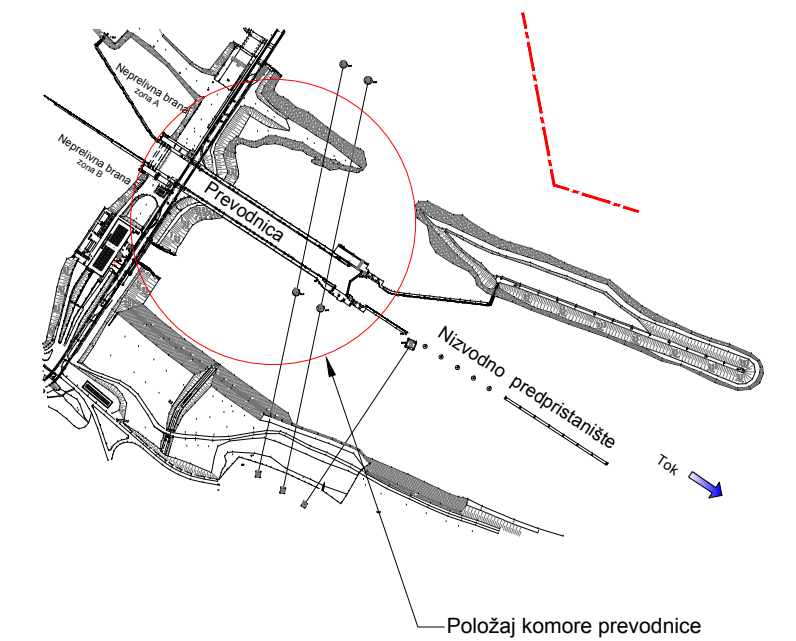 Neprelivna brana
zona A
Neprelivna brana
zona B
Prevodnica
Nizvodno predpristanište
Tok
Položaj komore prevodnice